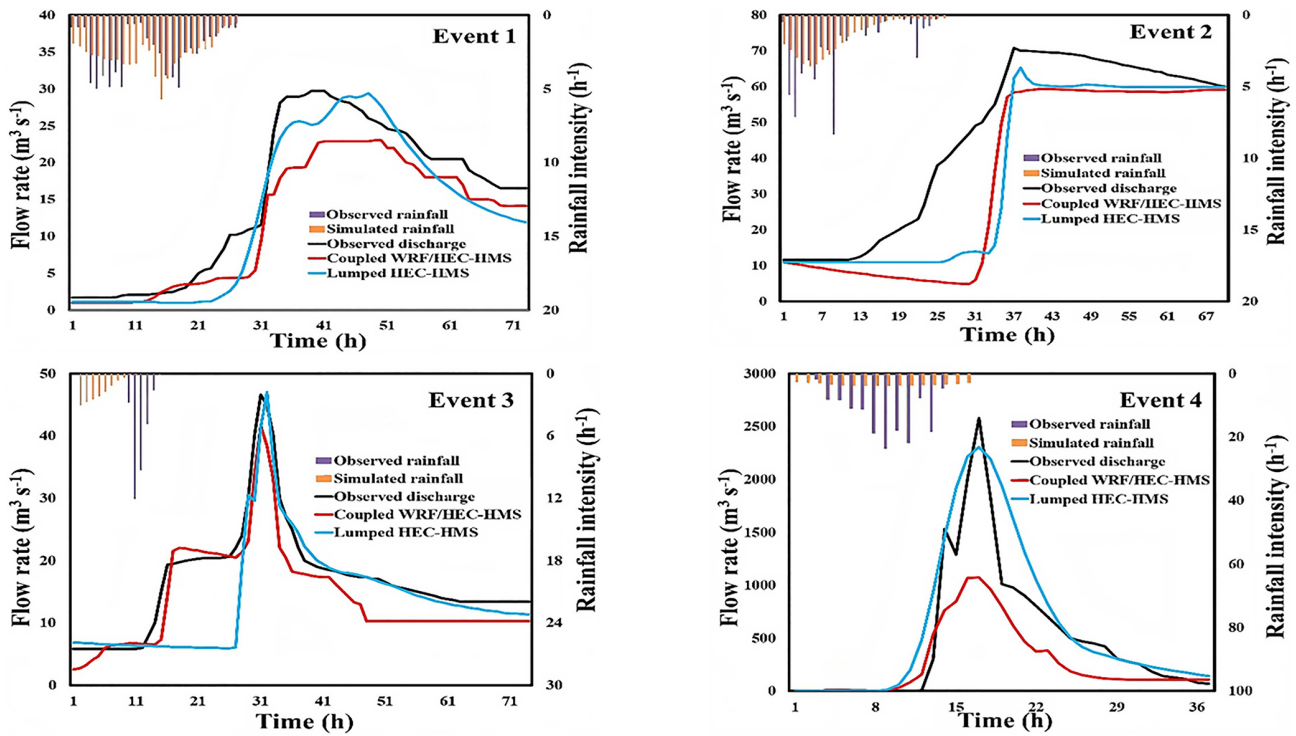 Event 1
Flow rate (m³ s⁻¹)
40
35
30
25
20
15
10
5
0
Rainfall intensity (h⁻¹)
0
5
10
15
20
Observed rainfall
Simulated rainfall
Observed discharge
Coupled WRF/HEC-HMS
Lumped HEC-HMS
1 11 21 31 41 51 61 71
Time (h)
Event 2
Flow rate (m³ s⁻¹)
80
70
60
50
40
30
20
10
0
Rainfall intensity (h⁻¹)
0
5
10
15
20
Observed rainfall
Simulated rainfall
Observed discharge
Coupled WRF/HEC-HMS
Lumped HEC-HMS
1 7 13 19 25 31 37 43 49 55 61 67
Time (h)
Event 3
Flow rate (m³ s⁻¹)
50
40
30
20
10
0
Rainfall intensity (h⁻¹)
0
6
12
18
24
30
Observed rainfall
Simulated rainfall
Observed discharge
Coupled WRF/HEC-HMS
Lumped HEC-HMS
1 11 21 31 41 51 61 71
Time (h)
Event 4
Flow rate (m³ s⁻¹)
3000
2500
2000
1500
1000
500
0
Rainfall intensity (h⁻¹)
0
20
40
60
80
100
Observed rainfall
Simulated rainfall
Observed discharge
Coupled WRF/HEC-HMS
Lumped HEC-HMS
1 8 15 22 29 36
Time (h)